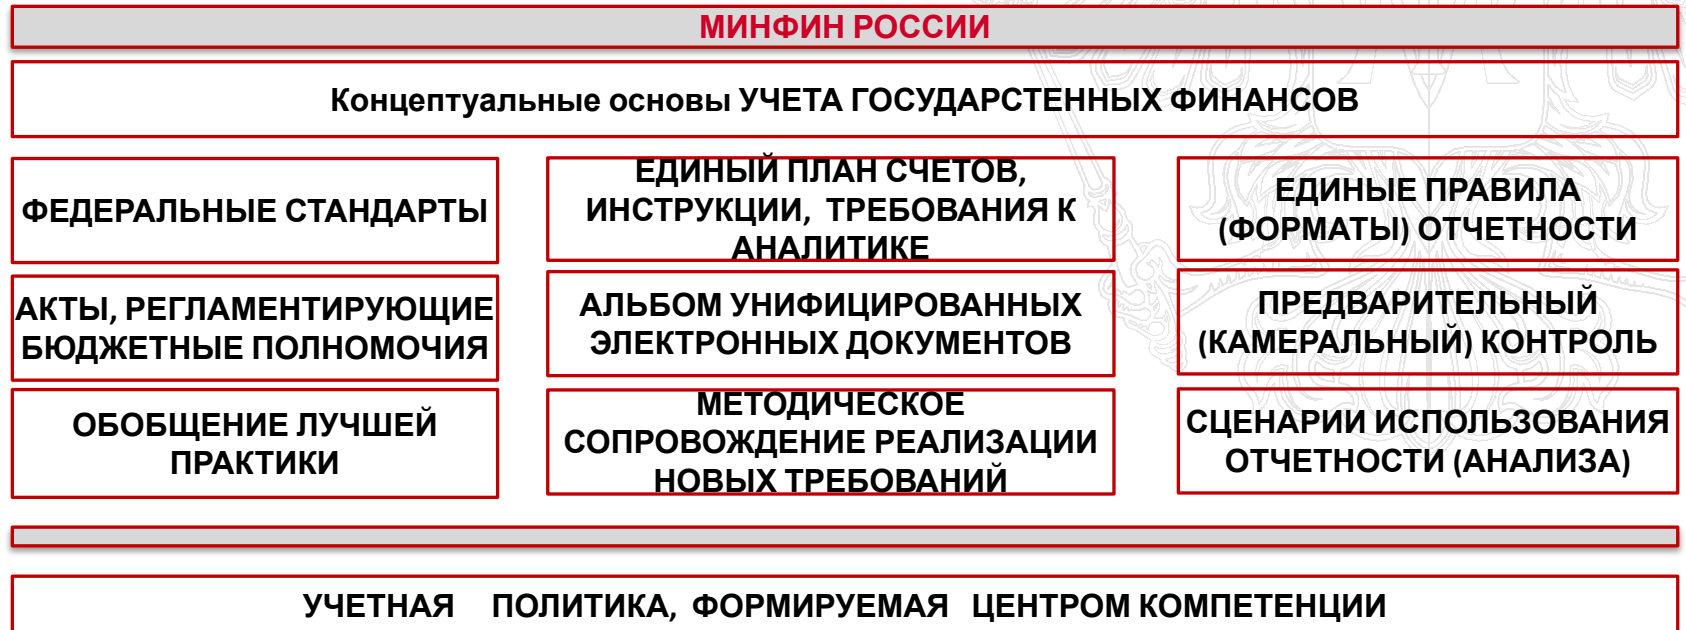 МИНФИН РОССИИ
Концептуальные основы УЧЕТА ГОСУДАРСТЕННЫХ ФИНАНСОВ
ФЕДЕРАЛЬНЫЕ СТАНДАРТЫ
ЕДИНЫЙ ПЛАН СЧЕТОВ,
ИНСТРУКЦИИ, ТРЕБОВАНИЯ К
АНАЛИТИКЕ
ЕДИНЫЕ ПРАВИЛА
(ФОРМАТЫ) ОТЧЕТНОСТИ
АКТЫ, РЕГЛАМЕНТИРУЮЩИЕ
БЮДЖЕТНЫЕ ПОЛНОМОЧИЯ
АЛЬБОМ УНИФИЦИРОВАННЫХ
ЭЛЕКТРОННЫХ ДОКУМЕНТОВ
ПРЕДВАРИТЕЛЬНЫЙ
(КАМЕРАЛЬНЫЙ) КОНТРОЛЬ
ОБОБЩЕНИЕ ЛУЧШЕЙ
ПРАКТИКИ
МЕТОДИЧЕСКОЕ
СОПРОВОЖДЕНИЕ РЕАЛИЗАЦИИ
НОВЫХ ТРЕБОВАНИЙ
СЦЕНАРИИ ИСПОЛЬЗОВАНИЯ
ОТЧЕТНОСТИ (АНАЛИЗА)
УЧЕТНАЯ ПОЛИТИКА, ФОРМИРУЕМАЯ ЦЕНТРОМ КОМПЕТЕНЦИИ